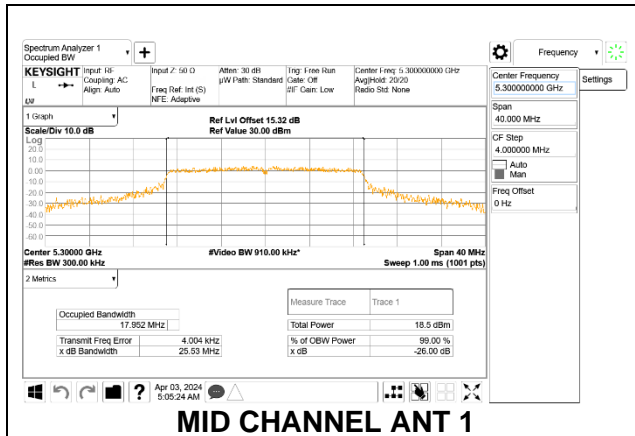 Spectrum Analyzer 1
Occupied BW
+
Frequency
KEYSIGHT
L
Input: RF
Coupling: AC
Align: Auto
Input Z: 50 Ω
Freq Ref: Int (S)
NFE: Adaptive
Atten: 30 dB
µW Path: Standard
Trig: Free Run
Gate: Off
#IF Gain: Low
Center Freq: 5.300000000 GHz
Avg|Hold: 20/20
Radio Std: None
Center Frequency
5.300000000 GHz
Settings
Span
40.000 MHz
CF Step
4.000000 MHz
Auto
Man
Freq Offset
0 Hz
1 Graph
Scale/Div 10.0 dB
Ref Lvl Offset 15.32 dB
Ref Value 30.00 dBm
Log
20.0
10.0
0.00
-10.0
-20.0
-30.0
-40.0
-50.0
-60.0
Center 5.30000 GHz
#Res BW 300.00 kHz
#Video BW 910.00 kHz*
Span 40 MHz
Sweep 1.00 ms (1001 pts)
2 Metrics
Measure Trace
Trace 1
Occupied Bandwidth
17.952 MHz
Total Power
18.5 dBm
Transmit Freq Error
4.004 kHz
% of OBW Power
99.00 %
x dB Bandwidth
25.53 MHz
x dB
-26.00 dB
?
Apr 03, 2024
5:05:24 AM
MID CHANNEL ANT 1